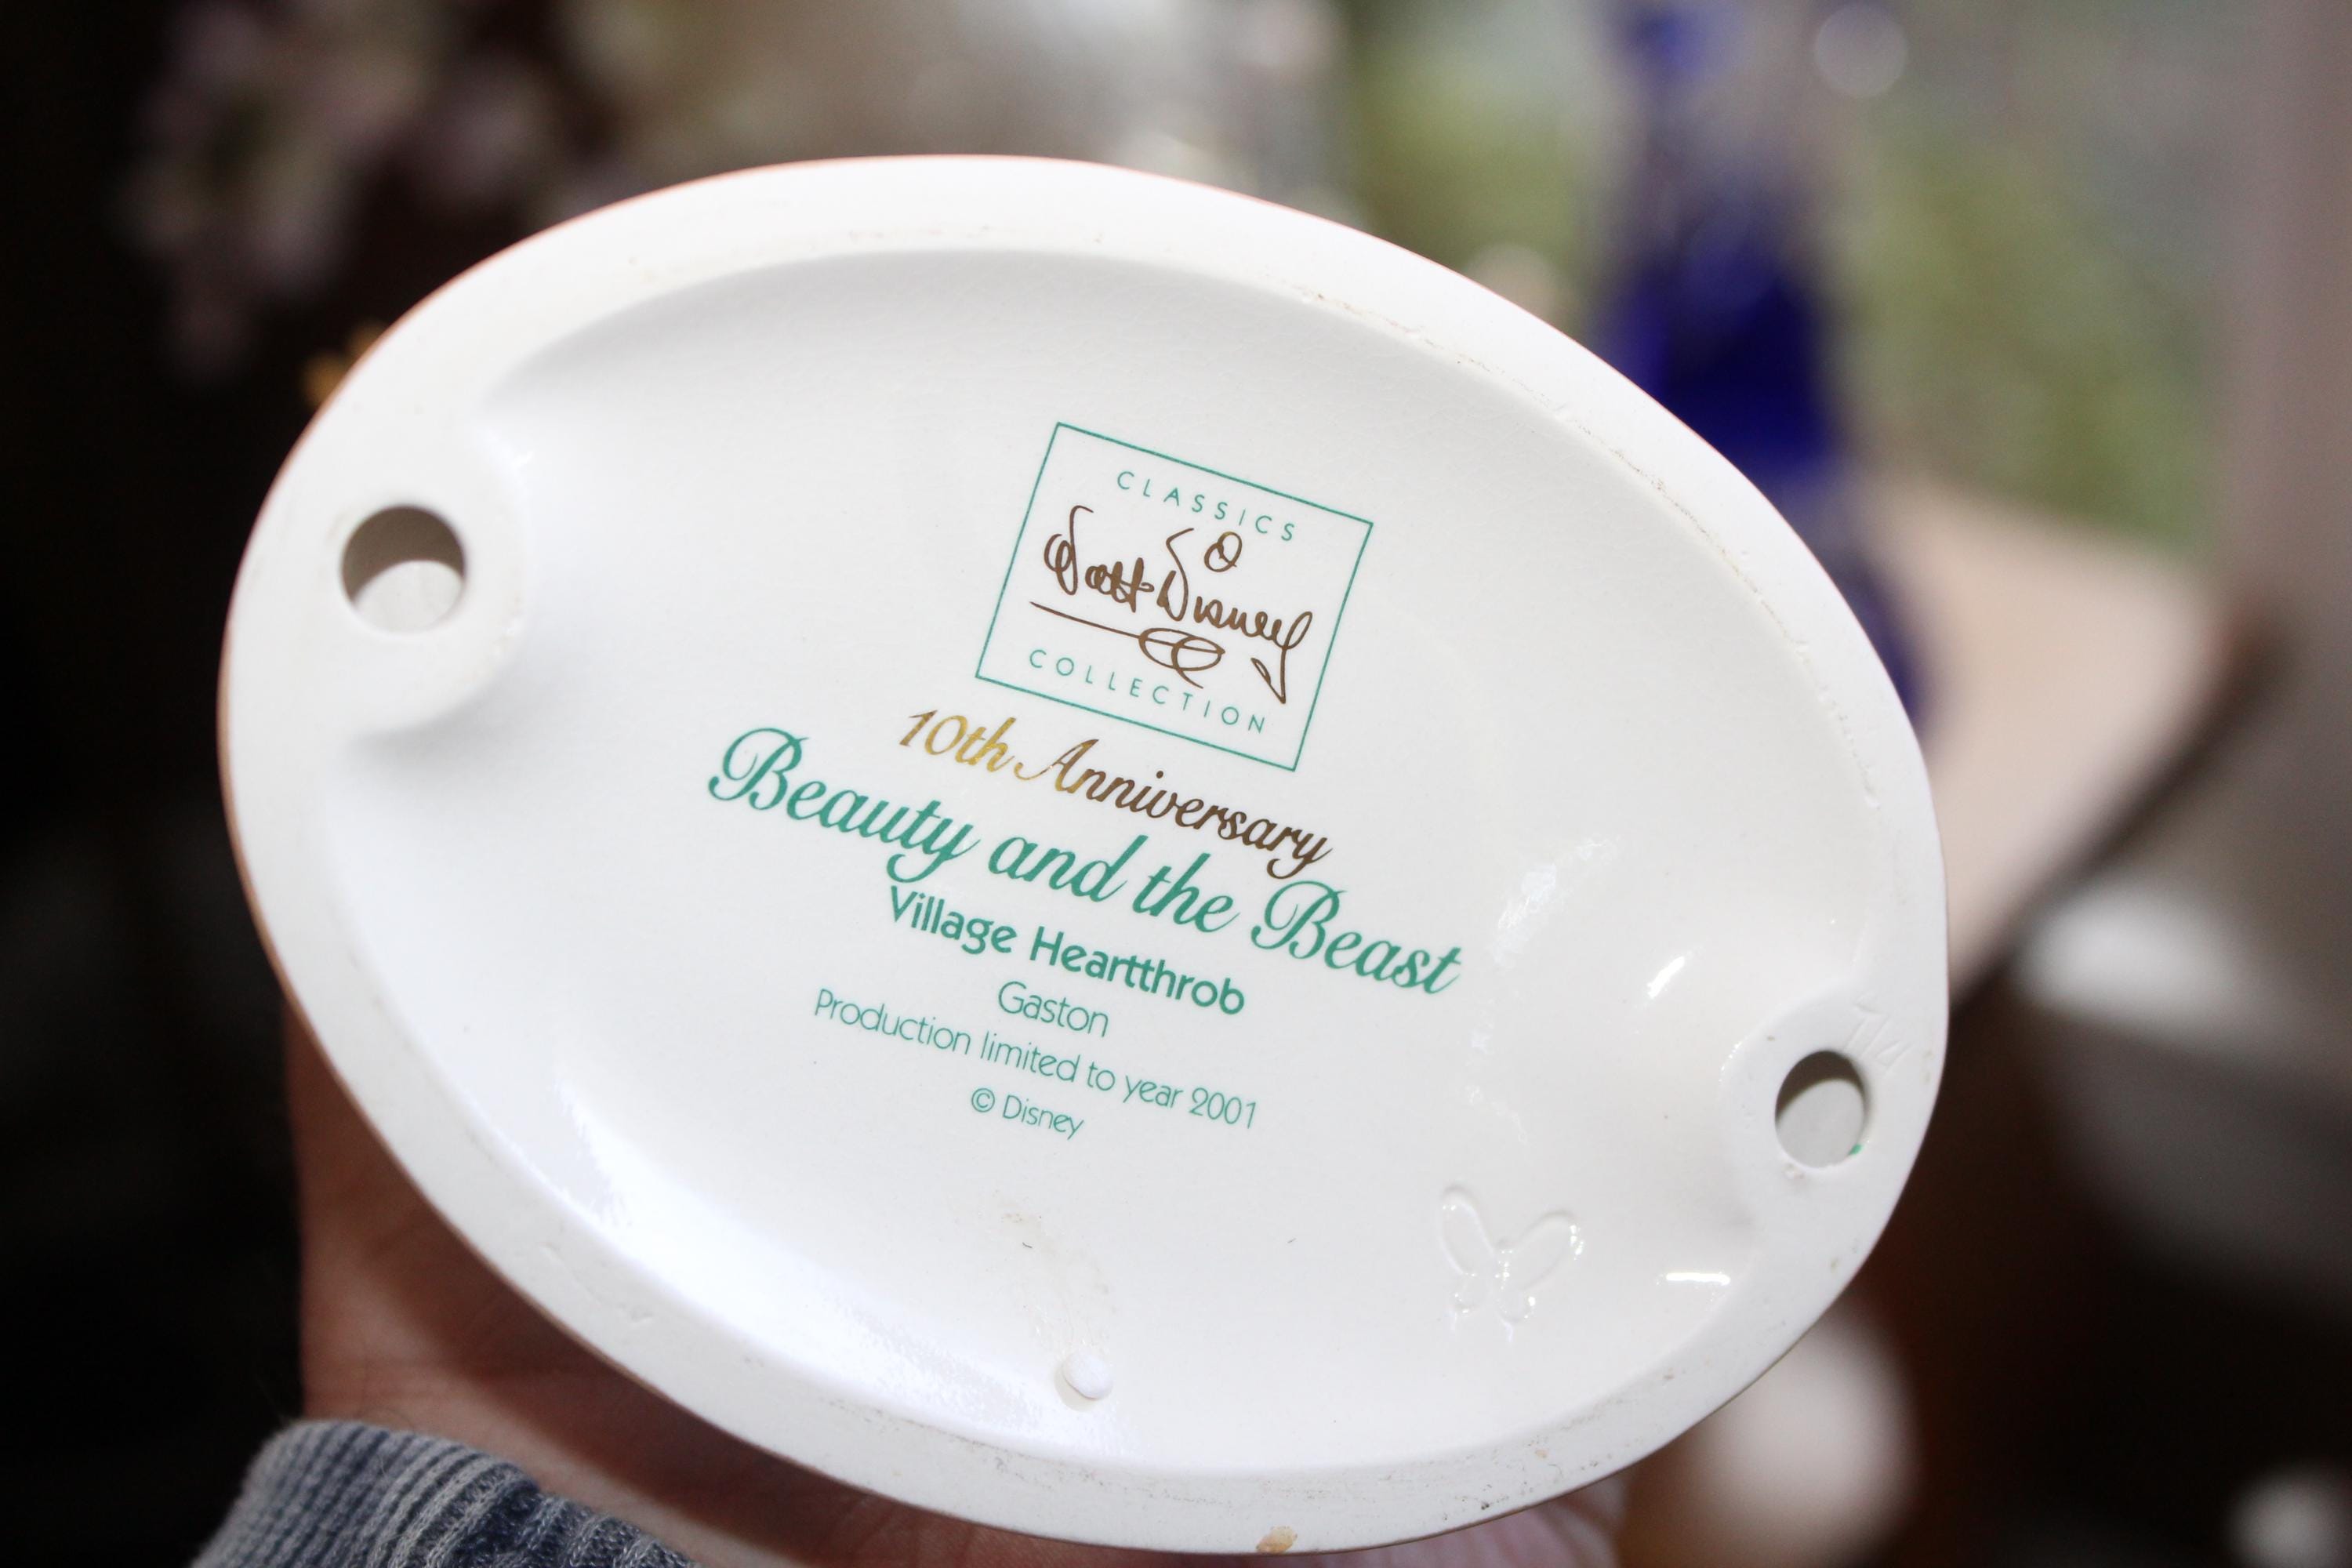 CLASSICS
Walt Disney
COLLECTION
10th Anniversary
Beauty and the Beast
Village Heartthrob
Gaston
Production limited to year 2001
© Disney